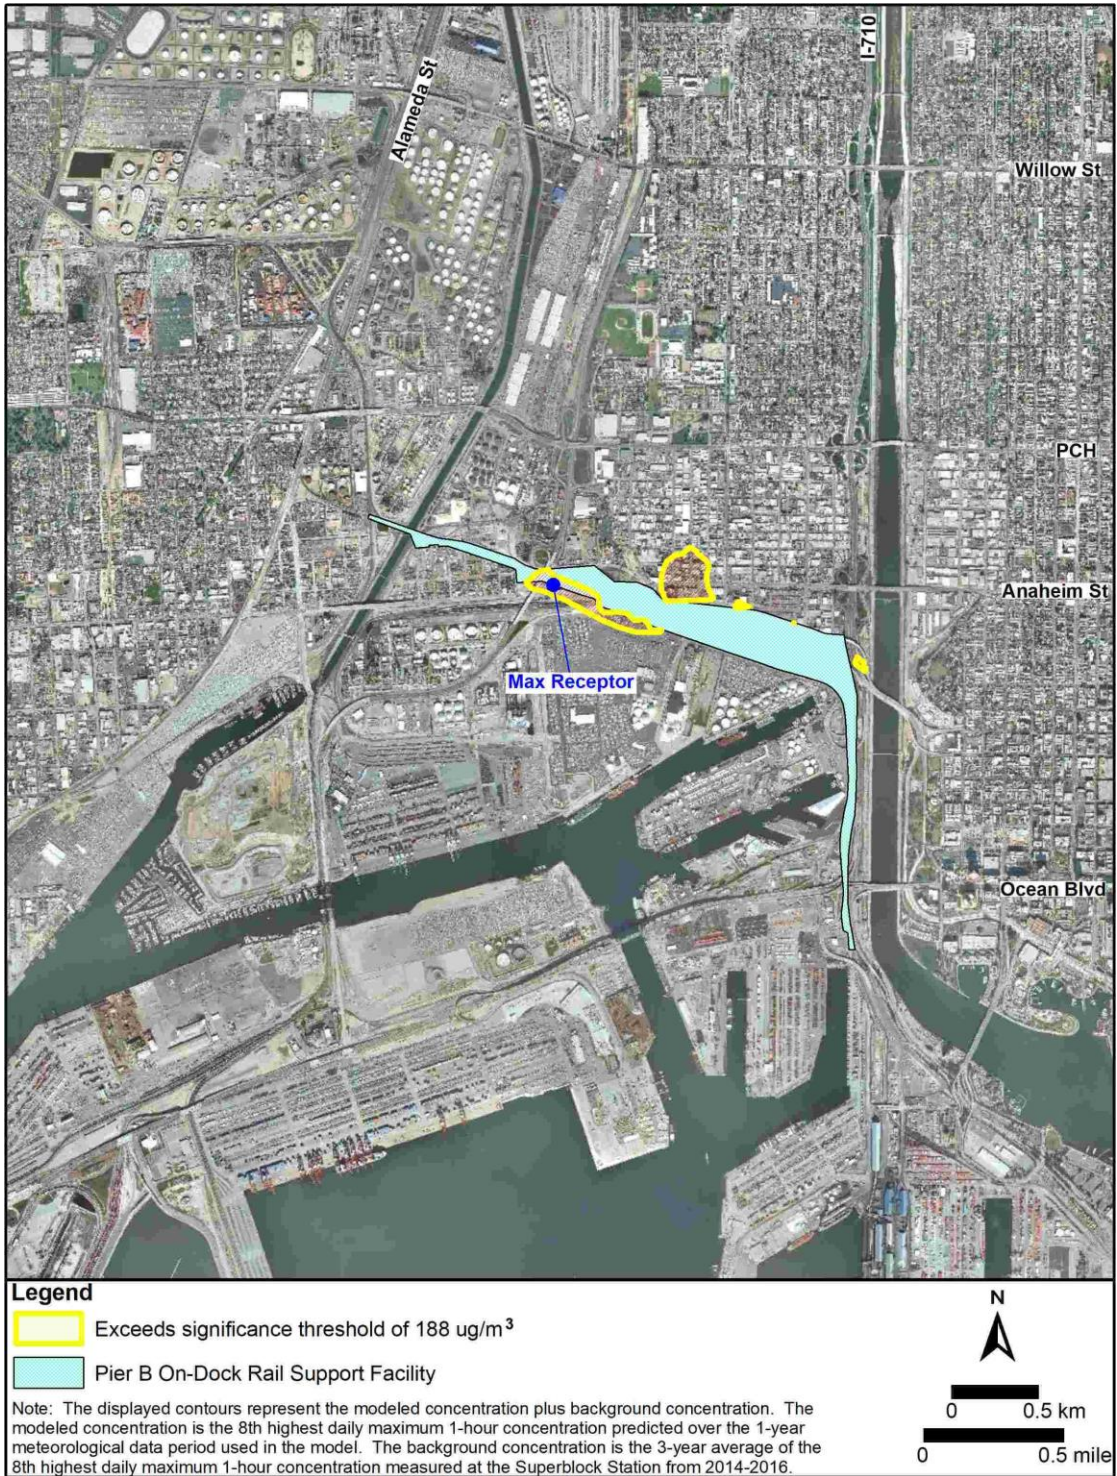 I-710
Alameda St
Willow St
PCH
Anaheim St
Max Receptor
Ocean Blvd
Legend
Exceeds significance threshold of 188 ug/m³
Pier B On-Dock Rail Support Facility
Note: The displayed contours represent the modeled concentration plus background concentration. The
modeled concentration is the 8th highest daily maximum 1-hour concentration predicted over the 1-year
meteorological data period used in the model. The background concentration is the 3-year average of the
8th highest daily maximum 1-hour concentration measured at the Superblock Station from 2014-2016.
N
0 0.5 km
0 0.5 mile